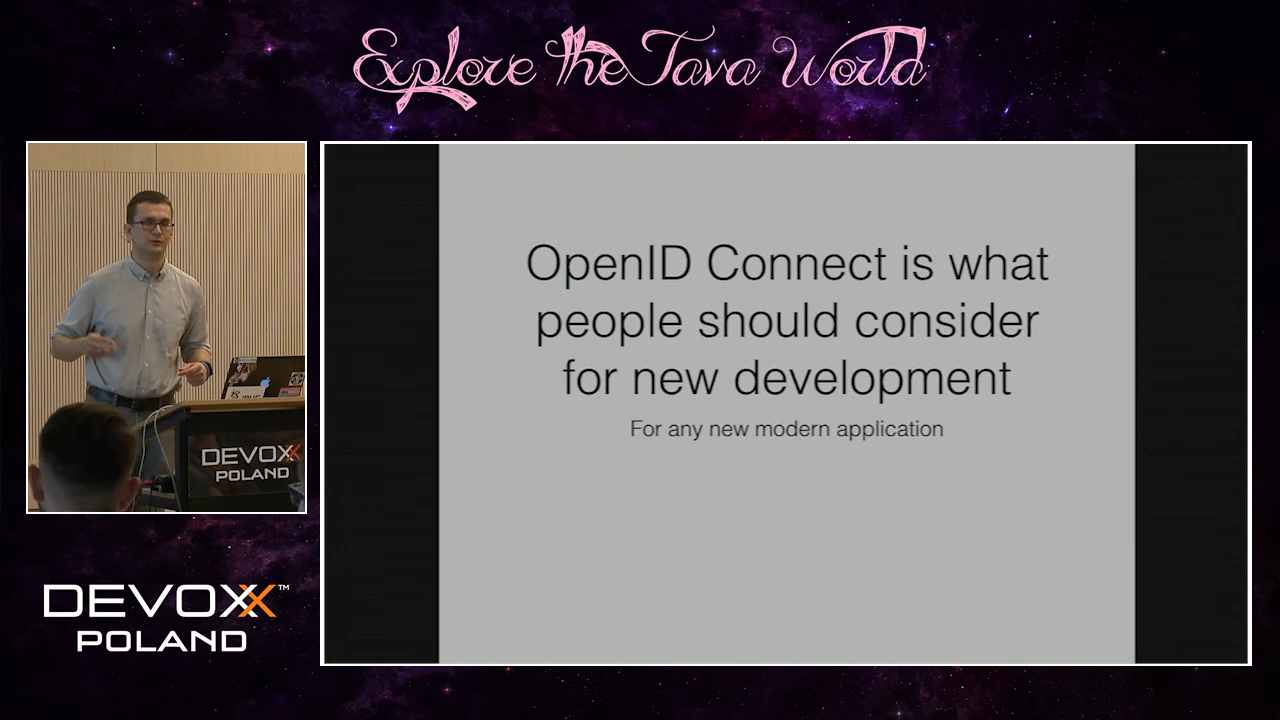 Explore the Java World
OpenID Connect is what
people should consider
for new development
For any new modern application
DEVOXX
POLAND
DEVOXX™
POLAND